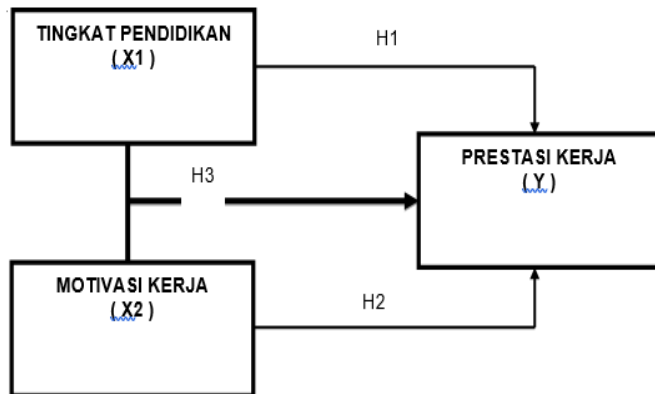 TINGKAT PENDIDIKAN
( X1 )
H1
PRESTASI KERJA
( Y )
H3
MOTIVASI KERJA
( X2 )
H2